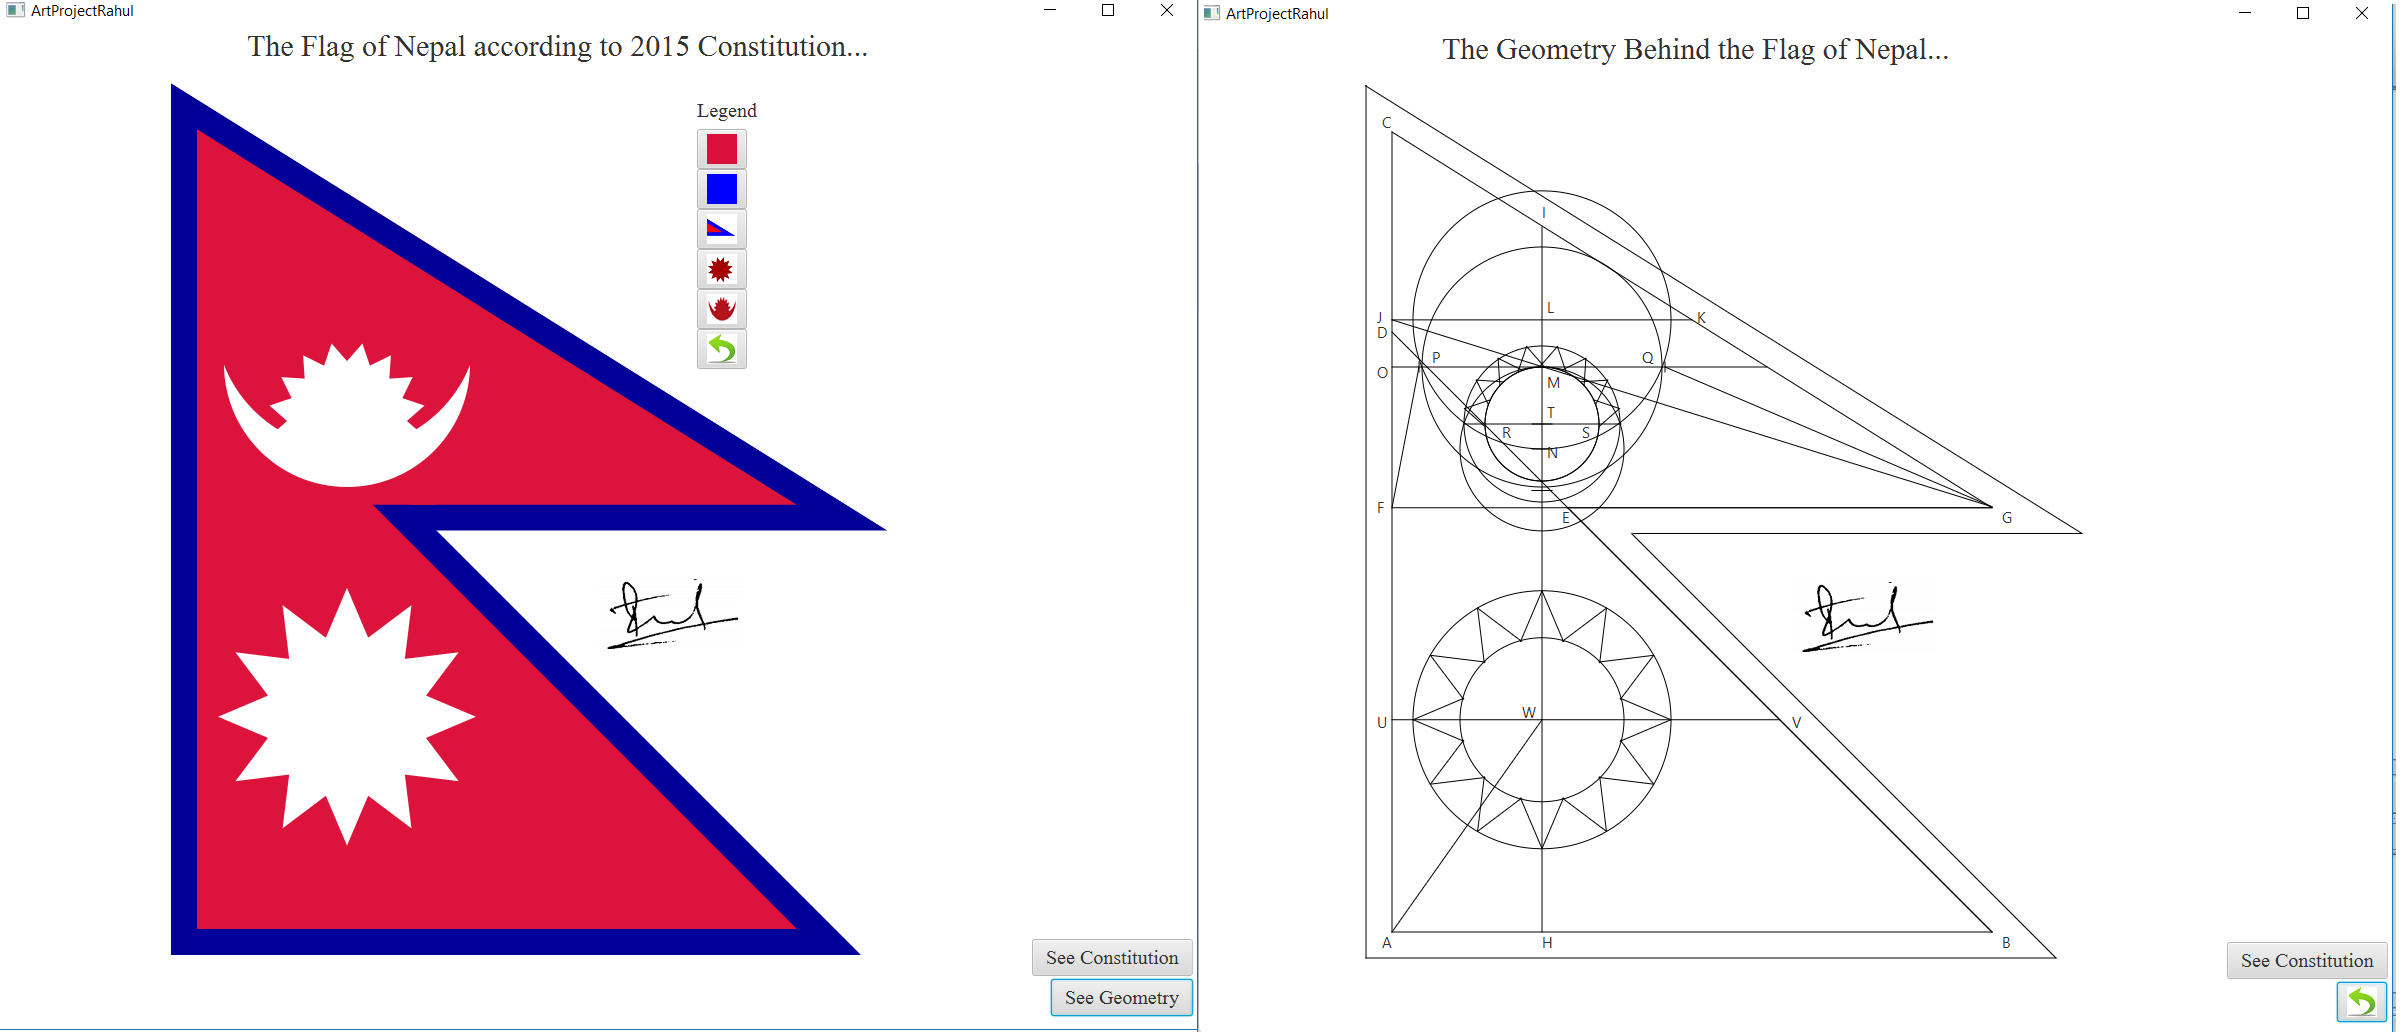 ArtProjectRahul
The Flag of Nepal according to 2015 Constitution...
Legend
See Constitution
See Geometry
ArtProjectRahul
The Geometry Behind the Flag of Nepal...
C
I
L
J
K
D
P
Q
O
M
T
R
S
N
F
E
G
W
U
V
A
H
B
See Constitution